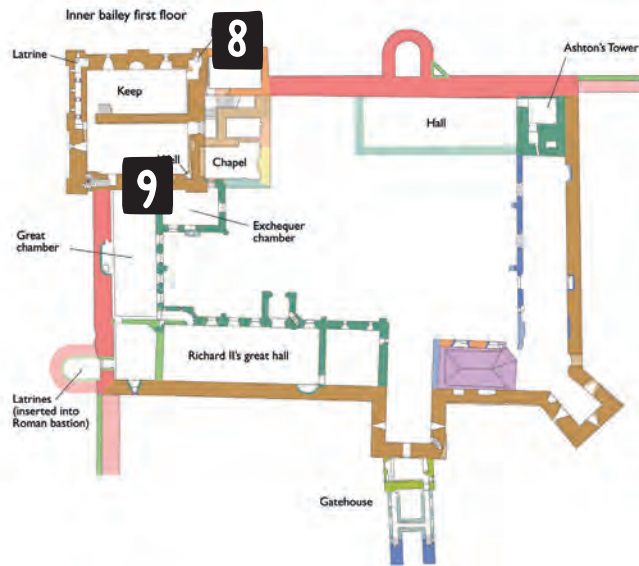 Inner bailey first floor
8
Latrine
Ashton's Tower
Keep
Hall
Chapel
9
Exchequer
chamber
Great
chamber
Richard II's great hall
Latrines
(inserted into
Roman bastion)
Gatehouse